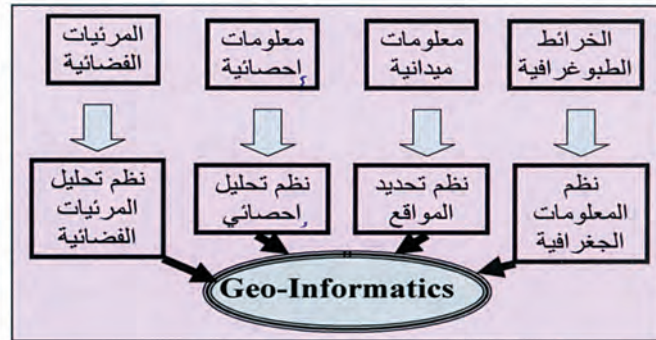 الخرائط
الطبوغرافية
معلومات
ميدانية
معلومات
إحصائية
المرئيات
الفضائية
نظم
المعلومات
الجغرافية
نظم تحديد
المواقع
نظم تحليل
إحصائي
نظم تحليل
المرئيات
الفضائية
Geo-Informatics